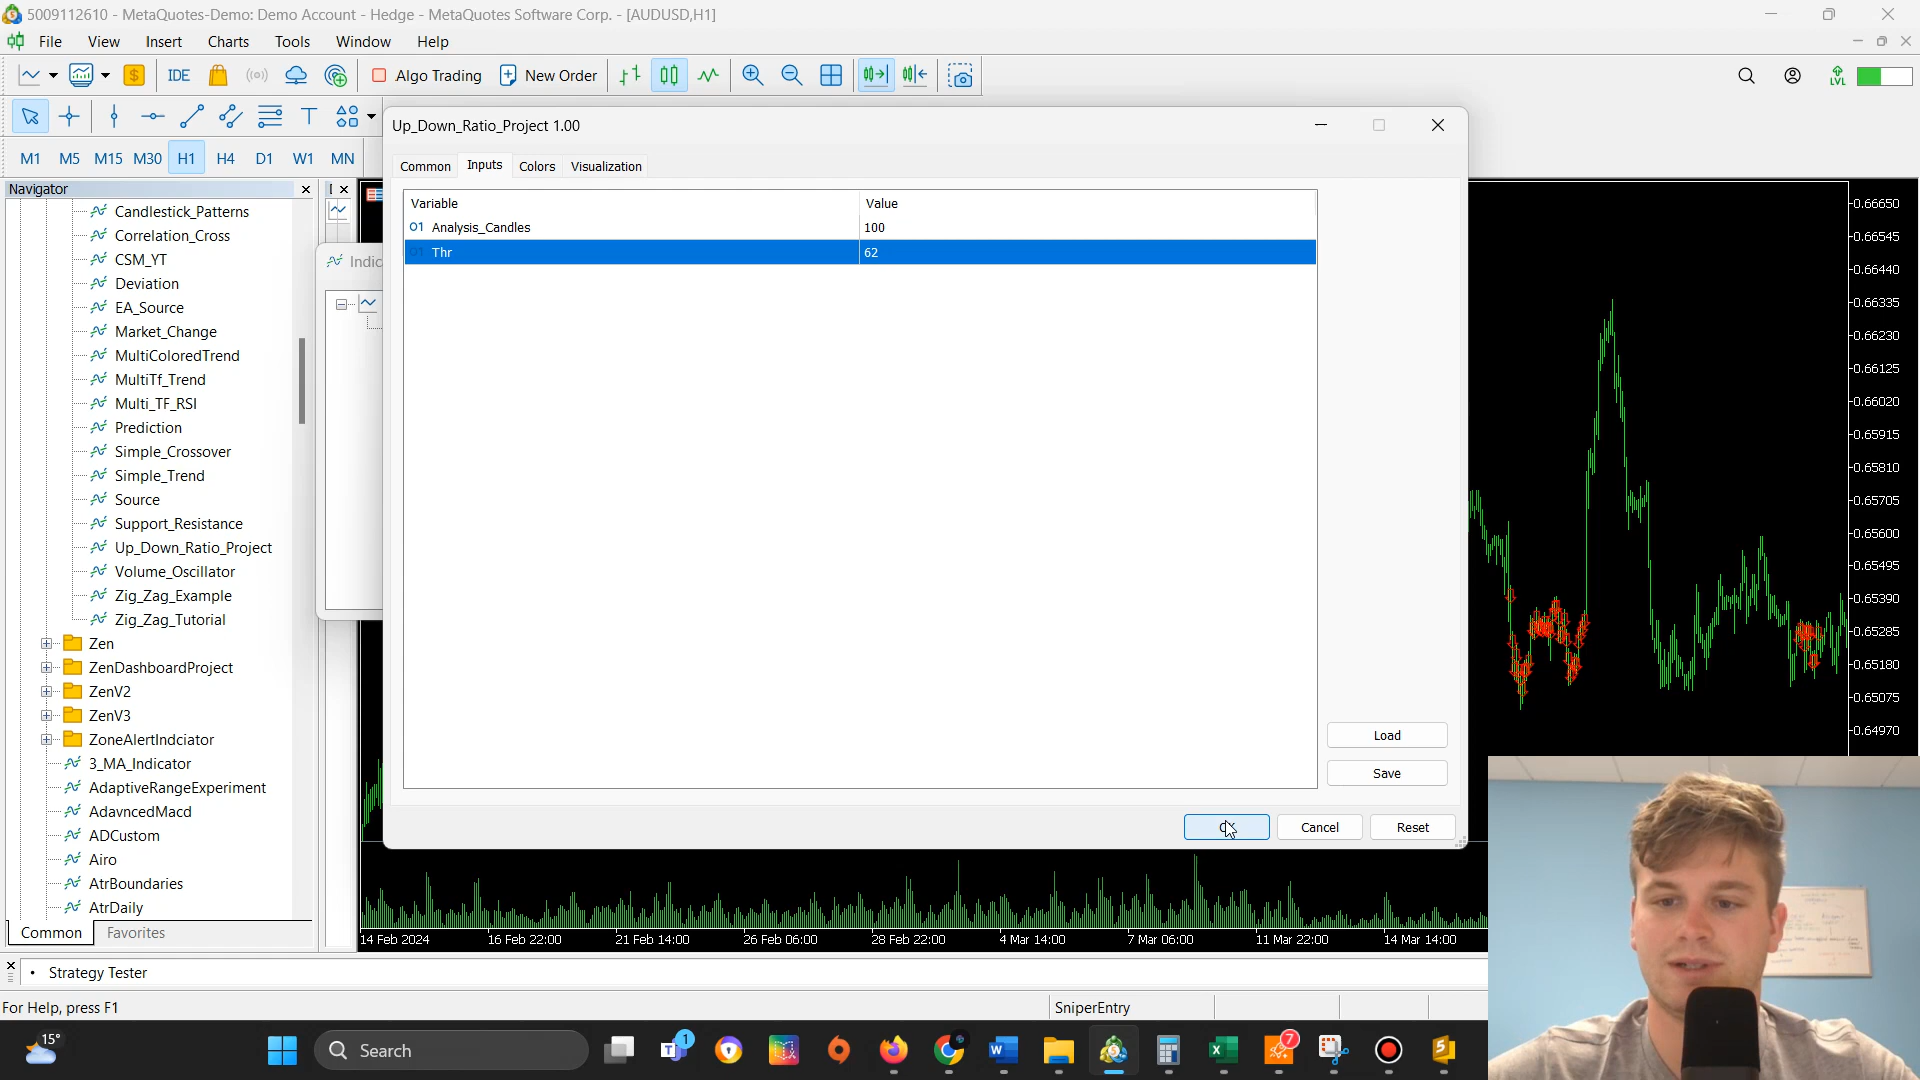 5009112610 - MetaQuotes-Demo: Demo Account - Hedge - MetaQuotes Software Corp. - [AUDUSD,H1]
File View Insert Charts Tools Window Help
IDE Algo Trading New Order LVL
M1 M5 M15 M30 H1 H4 D1 W1 MN
Navigator
Candlestick_Patterns
Correlation_Cross
CSM_YT
Deviation
EA_Source
Market_Change
MultiColoredTrend
MultiTf_Trend
Multi_TF_RSI
Prediction
Simple_Crossover
Simple_Trend
Source
Support_Resistance
Up_Down_Ratio_Project
Volume_Oscillator
Zig_Zag_Example
Zig_Zag_Tutorial
Zen
ZenDashboardProject
ZenV2
ZenV3
ZoneAlertIndciator
3_MA_Indicator
AdaptiveRangeExperiment
AdavncedMacd
ADCustom
Airo
AtrBoundaries
AtrDaily
Common Favorites
Indic
Up_Down_Ratio_Project 1.00
Common Inputs Colors Visualization
Variable Value
01 Analysis_Candles 100
01 Thr 62
Load
Save
Cancel Reset
0.66650
0.66545
0.66440
0.66335
0.66230
0.66125
0.66020
0.65915
0.65810
0.65705
0.65600
0.65495
0.65390
0.65285
0.65180
0.65075
0.64970
14 Feb 2024 16 Feb 22:00 21 Feb 14:00 26 Feb 06:00 28 Feb 22:00 4 Mar 14:00 7 Mar 06:00 11 Mar 22:00 14 Mar 14:00
• Strategy Tester
For Help, press F1 SniperEntry
15° Search 1 7